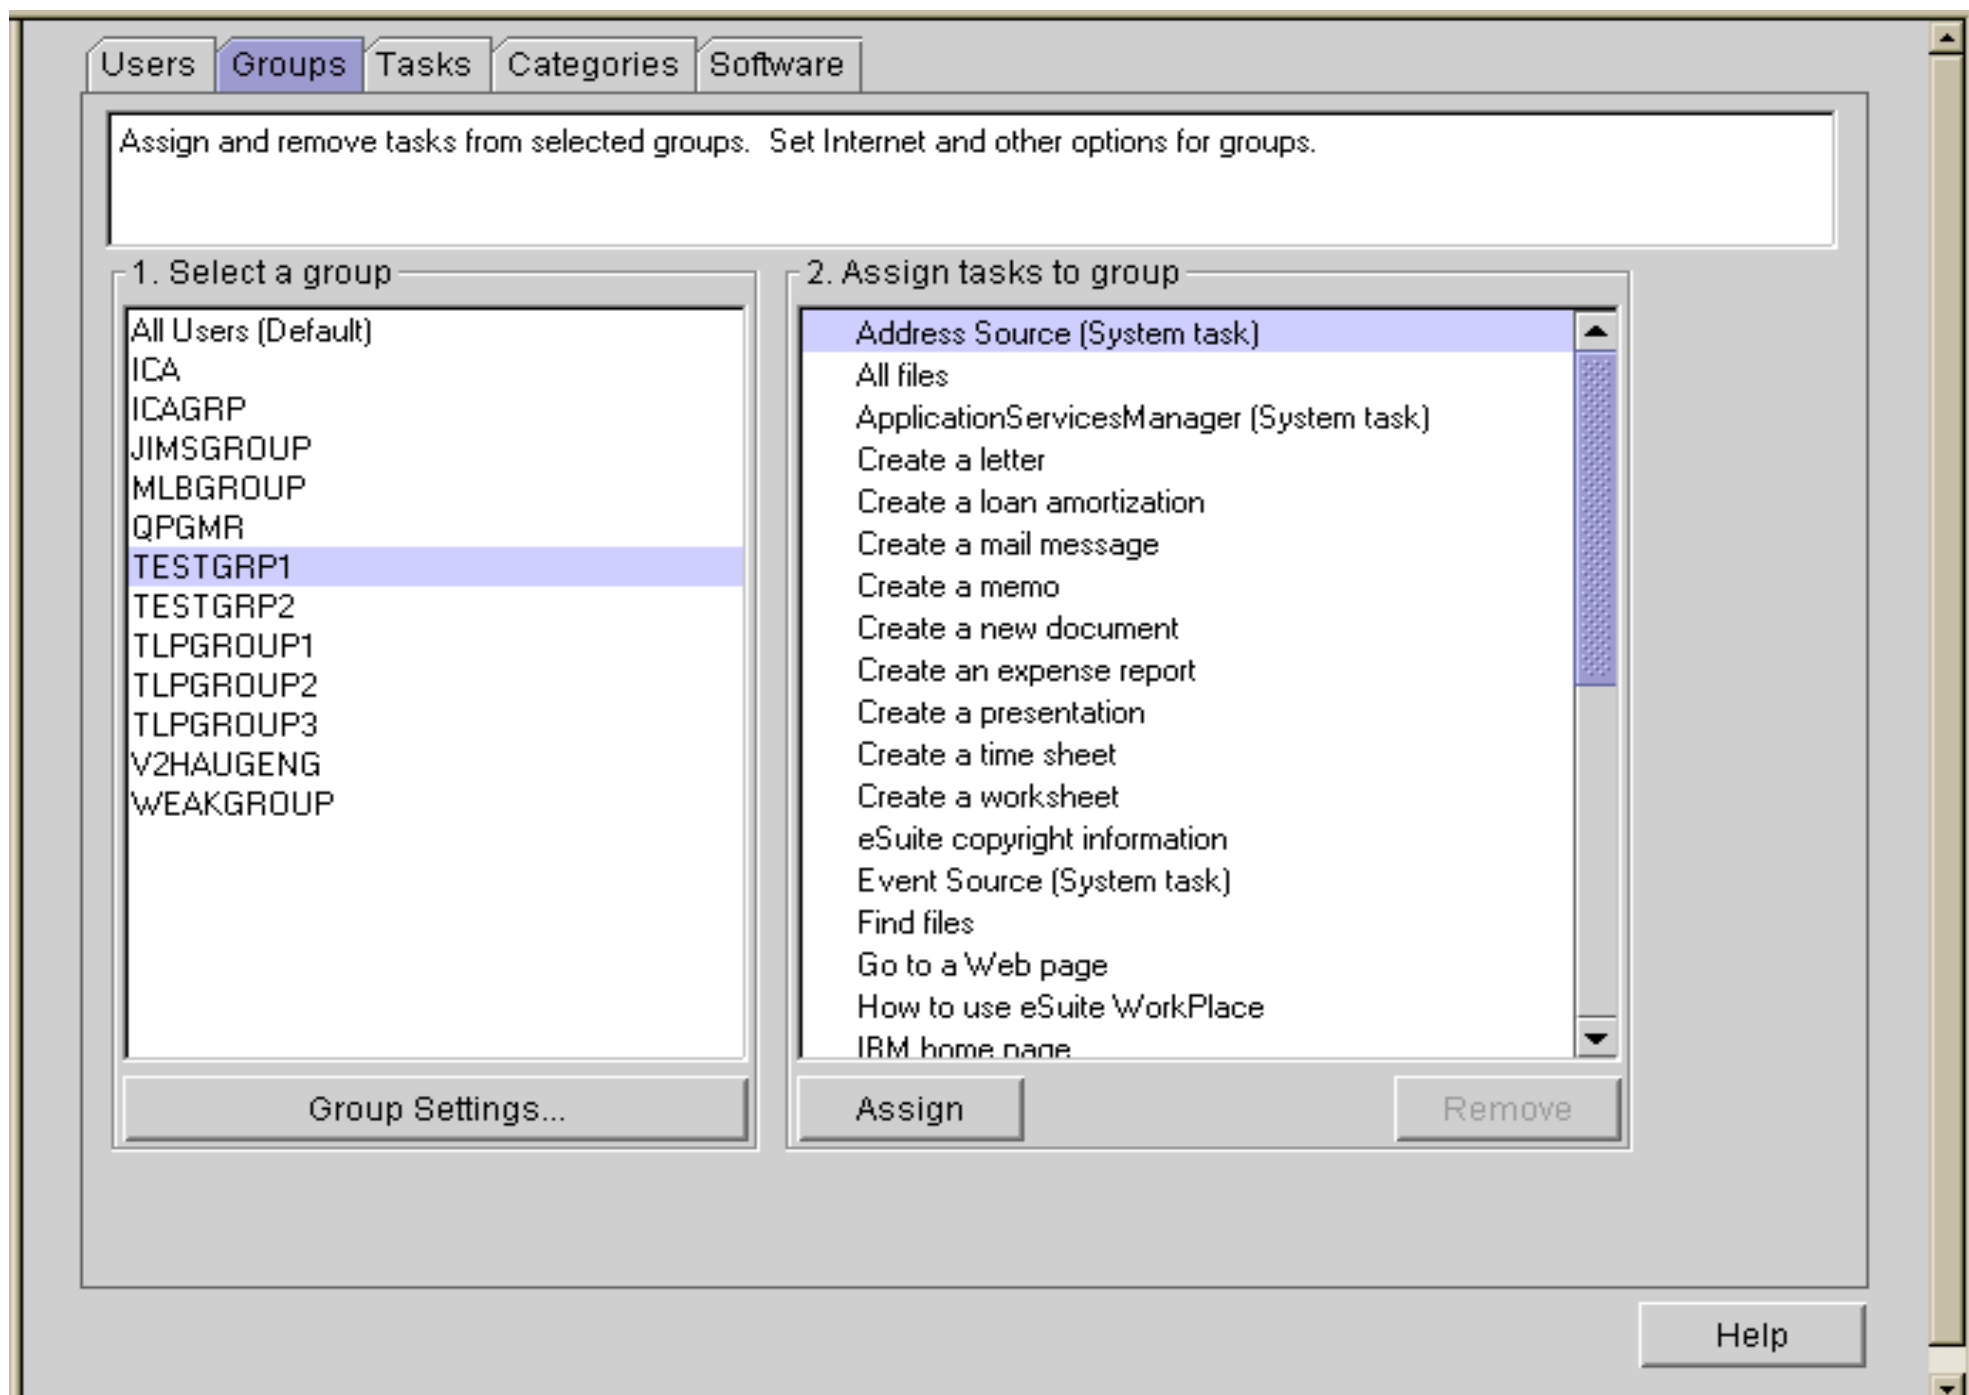 Users Groups Tasks Categories Software
Assign and remove tasks from selected groups.  Set Internet and other options for groups.
1. Select a group
All Users (Default)
ICA
ICAGRP
JIMSGROUP
MLBGROUP
QPGMR
TESTGRP1
TESTGRP2
TLPGROUP1
TLPGROUP2
TLPGROUP3
V2HAUGENG
WEAKGROUP
Group Settings...
2. Assign tasks to group
Address Source (System task)
All files
ApplicationServicesManager (System task)
Create a letter
Create a loan amortization
Create a mail message
Create a memo
Create a new document
Create an expense report
Create a presentation
Create a time sheet
Create a worksheet
eSuite copyright information
Event Source (System task)
Find files
Go to a Web page
How to use eSuite WorkPlace
IBM home page
Assign Remove
Help